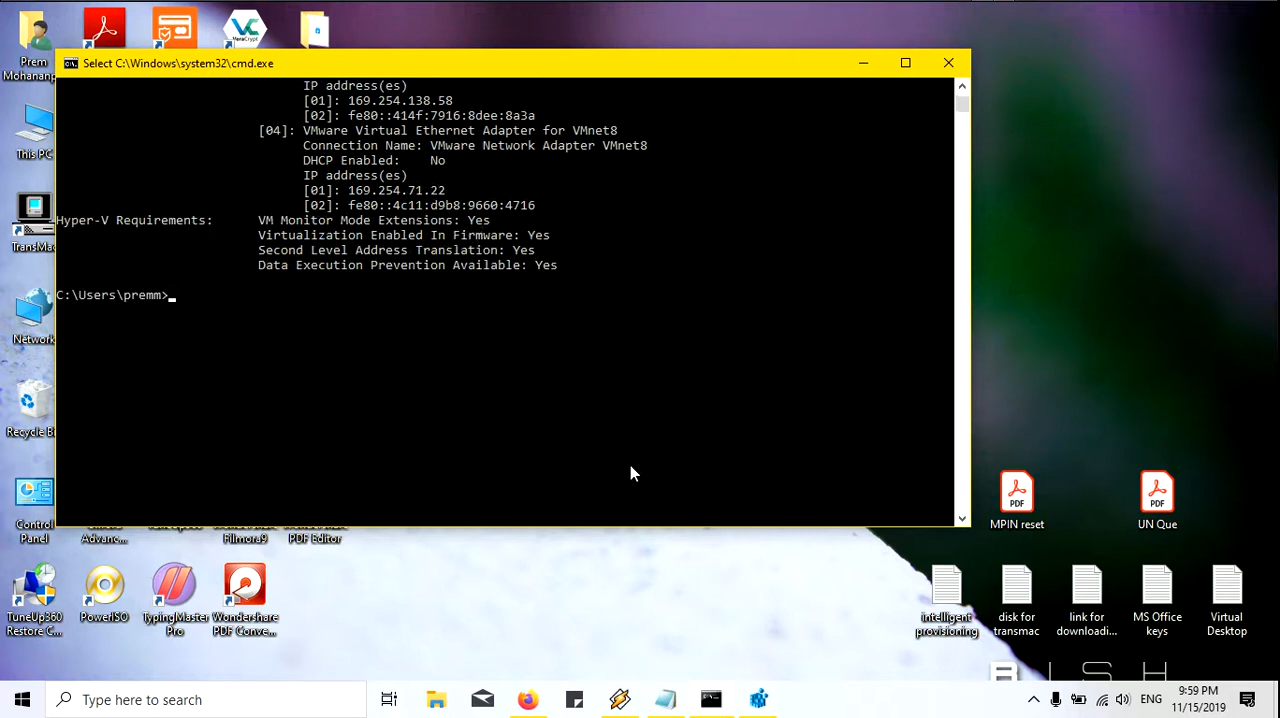 Prem
Mohananp
Select C:\Windows\system32\cmd.exe
IP address(es)
[01]: 169.254.138.58
[02]: fe80::414f:7916:8dee:8a3a
[04]: VMware Virtual Ethernet Adapter for VMnet8
Connection Name: VMware Network Adapter VMnet8
DHCP Enabled:    No
IP address(es)
[01]: 169.254.71.22
[02]: fe80::4c11:d9b8:9660:4716
Hyper-V Requirements:      VM Monitor Mode Extensions: Yes
Virtualization Enabled In Firmware: Yes
Second Level Address Translation: Yes
Data Execution Prevention Available: Yes
C:\Users\premm>
This PC
TransMac
Network
Recycle Bi
Control
Panel
Advanc...
Filmora9
PDF Editor
PDF
MPIN reset
PDF
UN Que
TuneUp360
Restore C...
PowerISO
TypingMaster
Pro
Wondershare
PDF Conve...
intelligent
provisioning
disk for
transmac
link for
downloadi...
MS Office
keys
Virtual
Desktop
Type here to search
ENG
9:59 PM
11/15/2019